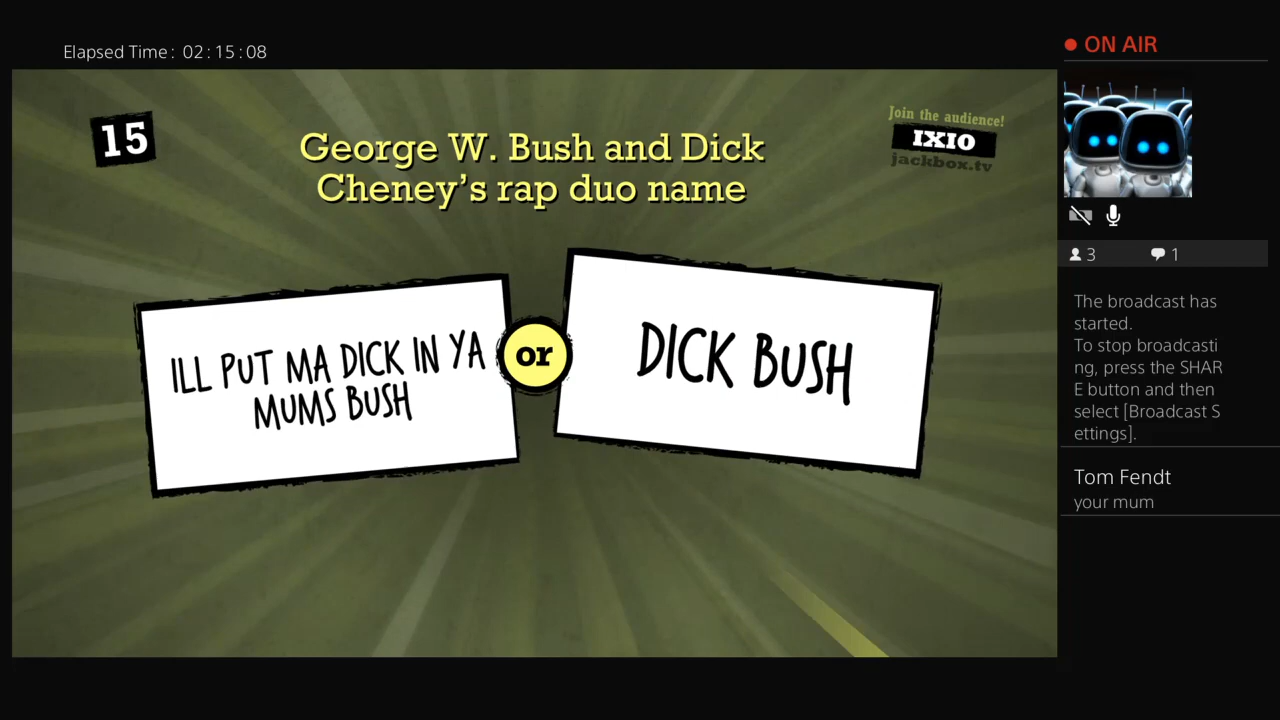 Elapsed Time: 02:15:08
ON AIR
15
George W. Bush and Dick
Cheney's rap duo name
Join the audience!
IXIO
jackbox.tv
ILL PUT MA DICK IN YA
MUMS BUSH
or
DICK BUSH
3
1
The broadcast has
started.
To stop broadcasti
ng, press the SHAR
E button and then
select [Broadcast S
ettings].
Tom Fendt
your mum